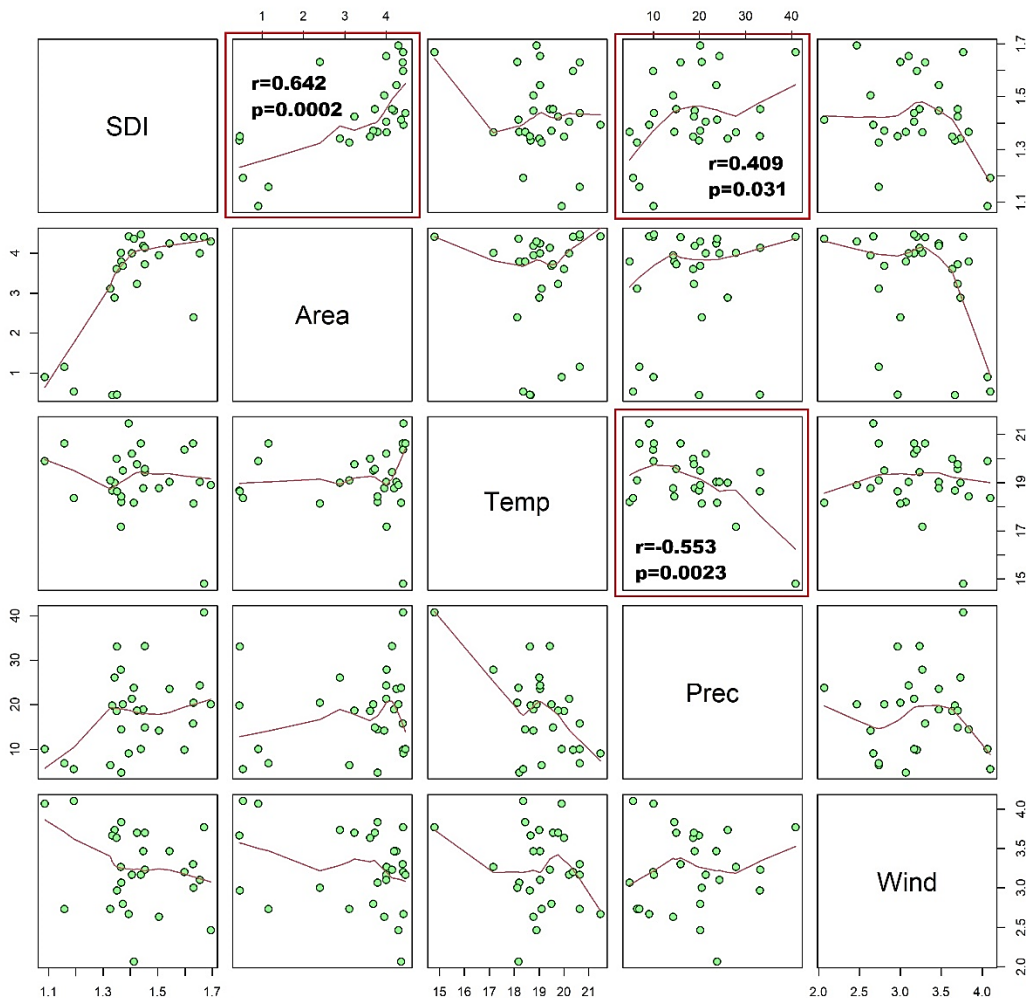 0 1 2 3 4
10 20 30 40
SDI
r=0.642
p=0.0002
r=0.409
p=0.031
1.1 1.3 1.4 1.5 1.7
1 2 3 4
Area
Temp
r=-0.553
p=0.0023
15 17 19 21
10 20 30 40
Prec
Wind
2.0 2.5 3.0 3.5 4.0
1.1 1.3 1.5 1.7
15 16 17 18 19 20 21
2.0 2.5 3.0 3.5 4.0